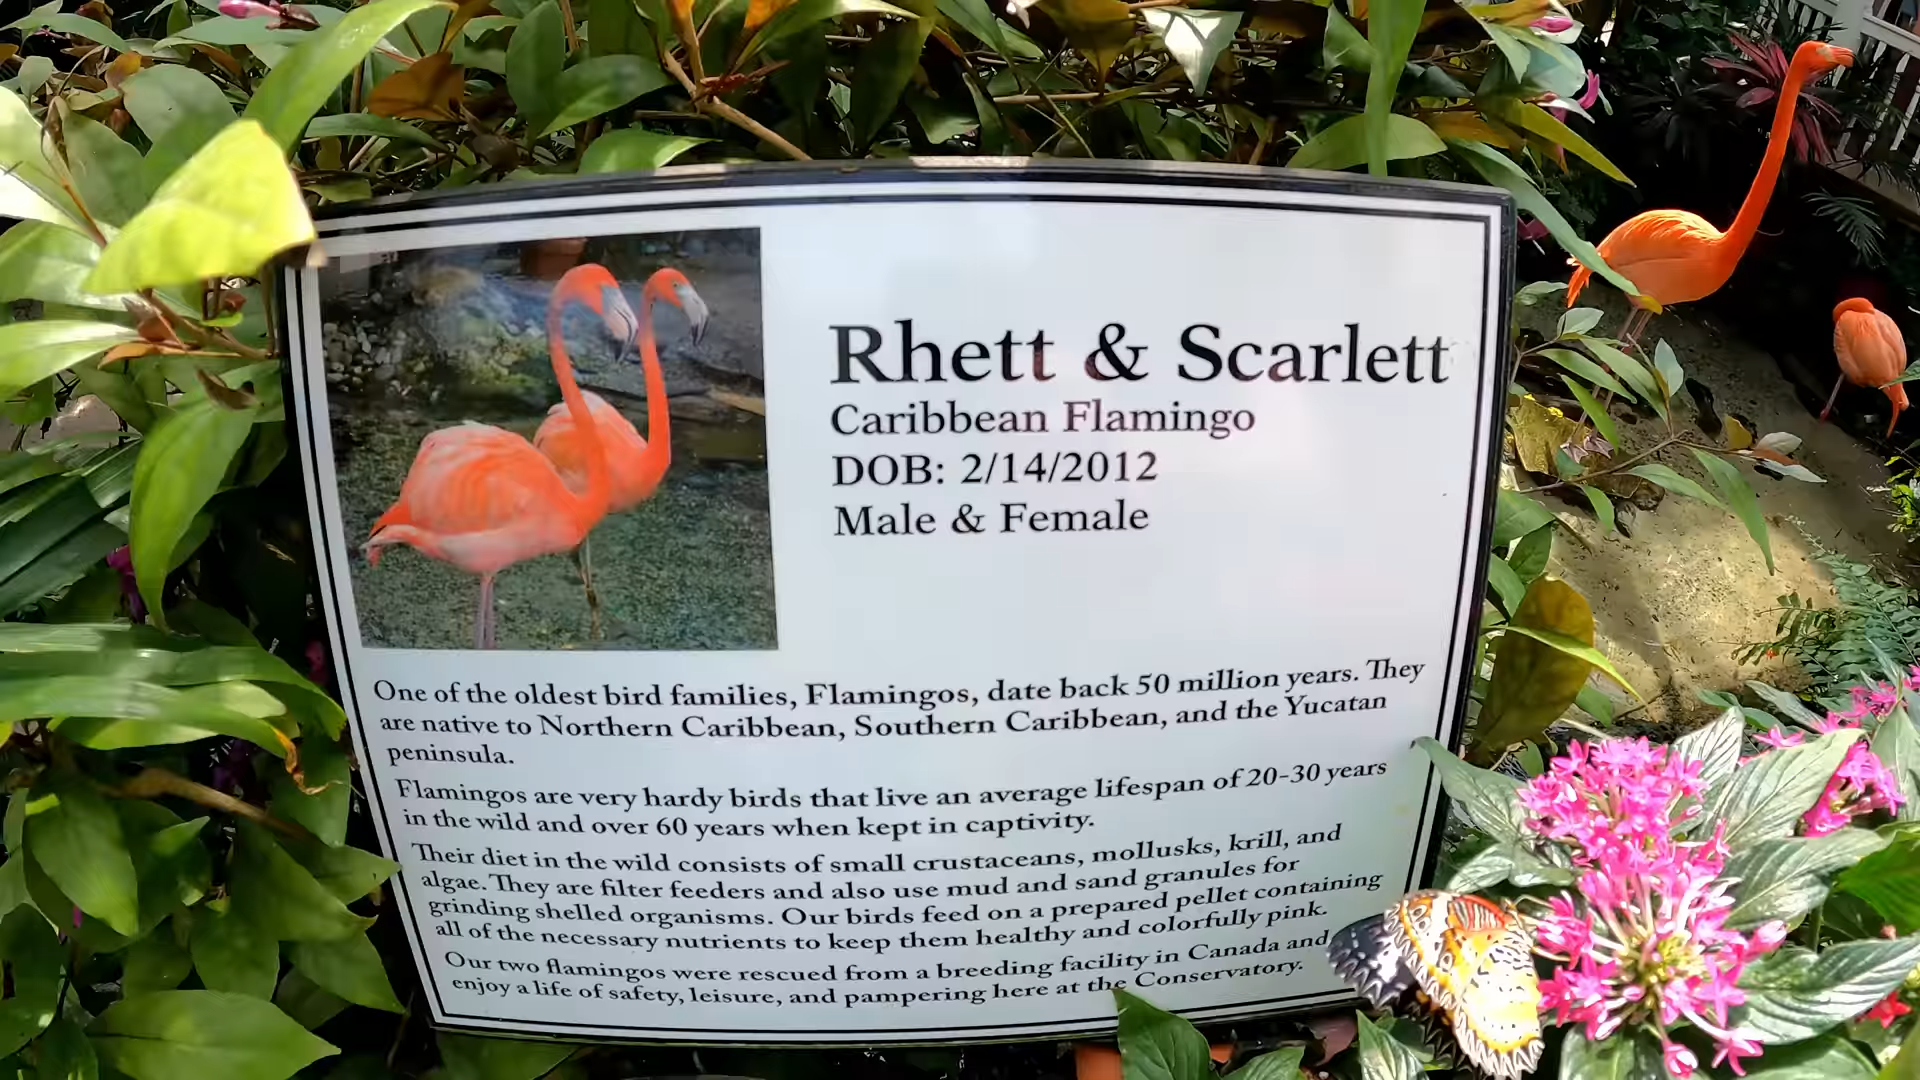 Rhett & Scarlett
Caribbean Flamingo
DOB: 2/14/2012
Male & Female
One of the oldest bird families, Flamingos, date back 50 million years. They
are native to Northern Caribbean, Southern Caribbean, and the Yucatan
peninsula.
Flamingos are very hardy birds that live an average lifespan of 20-30 years
in the wild and over 60 years when kept in captivity.
Their diet in the wild consists of small crustaceans, mollusks, krill, and
algae. They are filter feeders and also use mud and sand granules for
grinding shelled organisms. Our birds feed on a prepared pellet containing
all of the necessary nutrients to keep them healthy and colorfully pink.
Our two flamingos were rescued from a breeding facility in Canada and
enjoy a life of safety, leisure, and pampering here at the Conservatory.